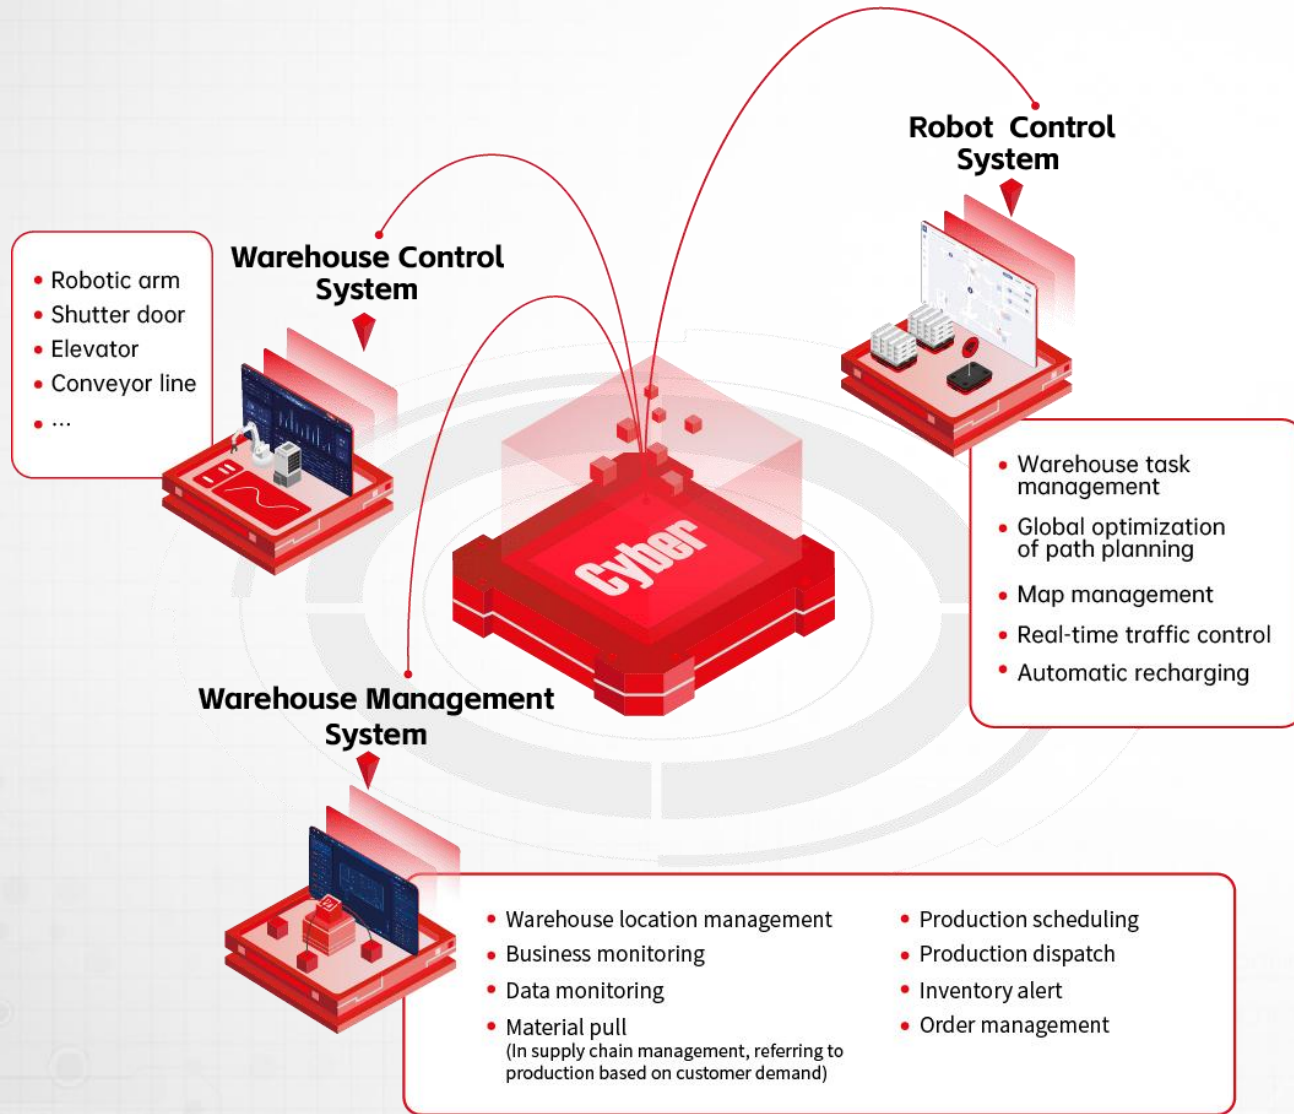 Robot Control
System
Warehouse Control
System
• Robotic arm
• Shutter door
• Elevator
• Conveyor line
• ...
Cyber
• Warehouse task
management
• Global optimization
of path planning
• Map management
• Real-time traffic control
• Automatic recharging
Warehouse Management
System
• Warehouse location management
• Business monitoring
• Data monitoring
• Material pull
(In supply chain management, referring to
production based on customer demand)
• Production scheduling
• Production dispatch
• Inventory alert
• Order management